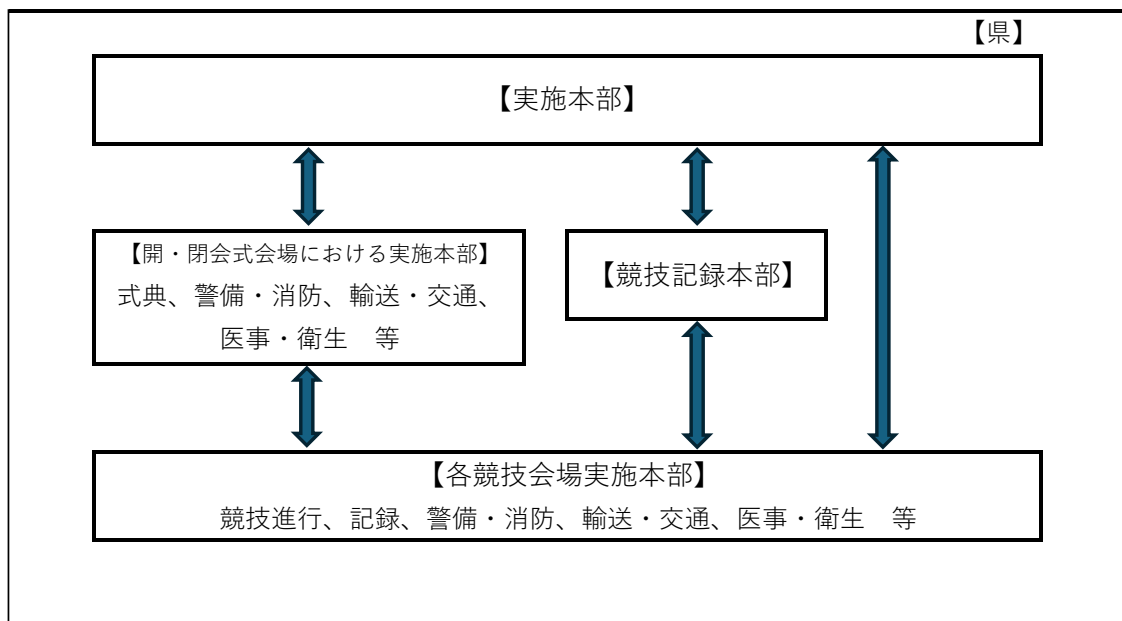 【県】
【実施本部】
【開・閉会式会場における実施本部】
式典、警備・消防、輸送・交通、
医事・衛生　等
【競技記録本部】
【各競技会場実施本部】
競技進行、記録、警備・消防、輸送・交通、医事・衛生　等